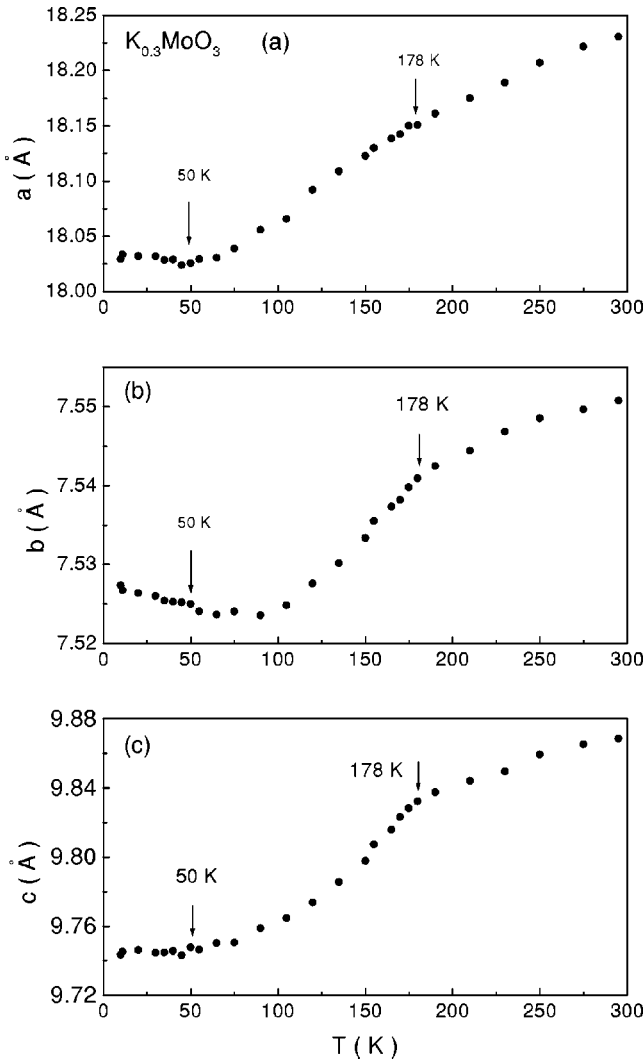 K0.3MoO3 (a)
18.25
18.20
18.15
18.10
18.05
18.00
a (Å)
178 K
50 K
0 50 100 150 200 250 300
(b)
7.55
7.54
7.53
7.52
b (Å)
178 K
50 K
0 50 100 150 200 250 300
(c)
9.88
9.84
9.80
9.76
9.72
c (Å)
178 K
50 K
0 50 100 150 200 250 300
T (K)